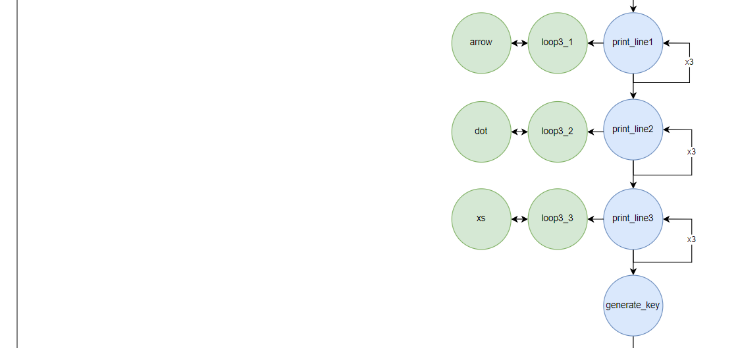 arrow loop3_1 print_line1
x3
dot loop3_2 print_line2
x3
xs loop3_3 print_line3
x3
generate_key